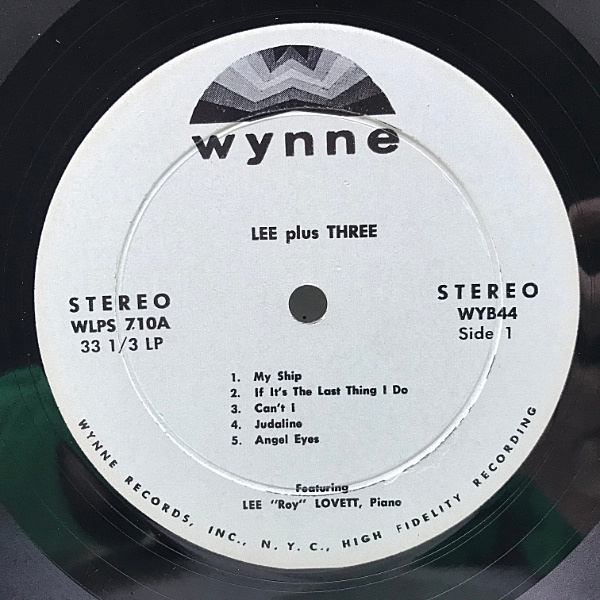 wynne
LEE plus THREE
STEREO
WLPS 710A
33 1/3 LP
STEREO
WYB44
Side 1
1. My Ship
2. If It's The Last Thing I Do
3. Can't I
4. Judaline
5. Angel Eyes
Featuring
LEE "Roy" LOVETT, Piano
WYNNE RECORDS, INC., N. Y. C., HIGH FIDELITY RECORDING